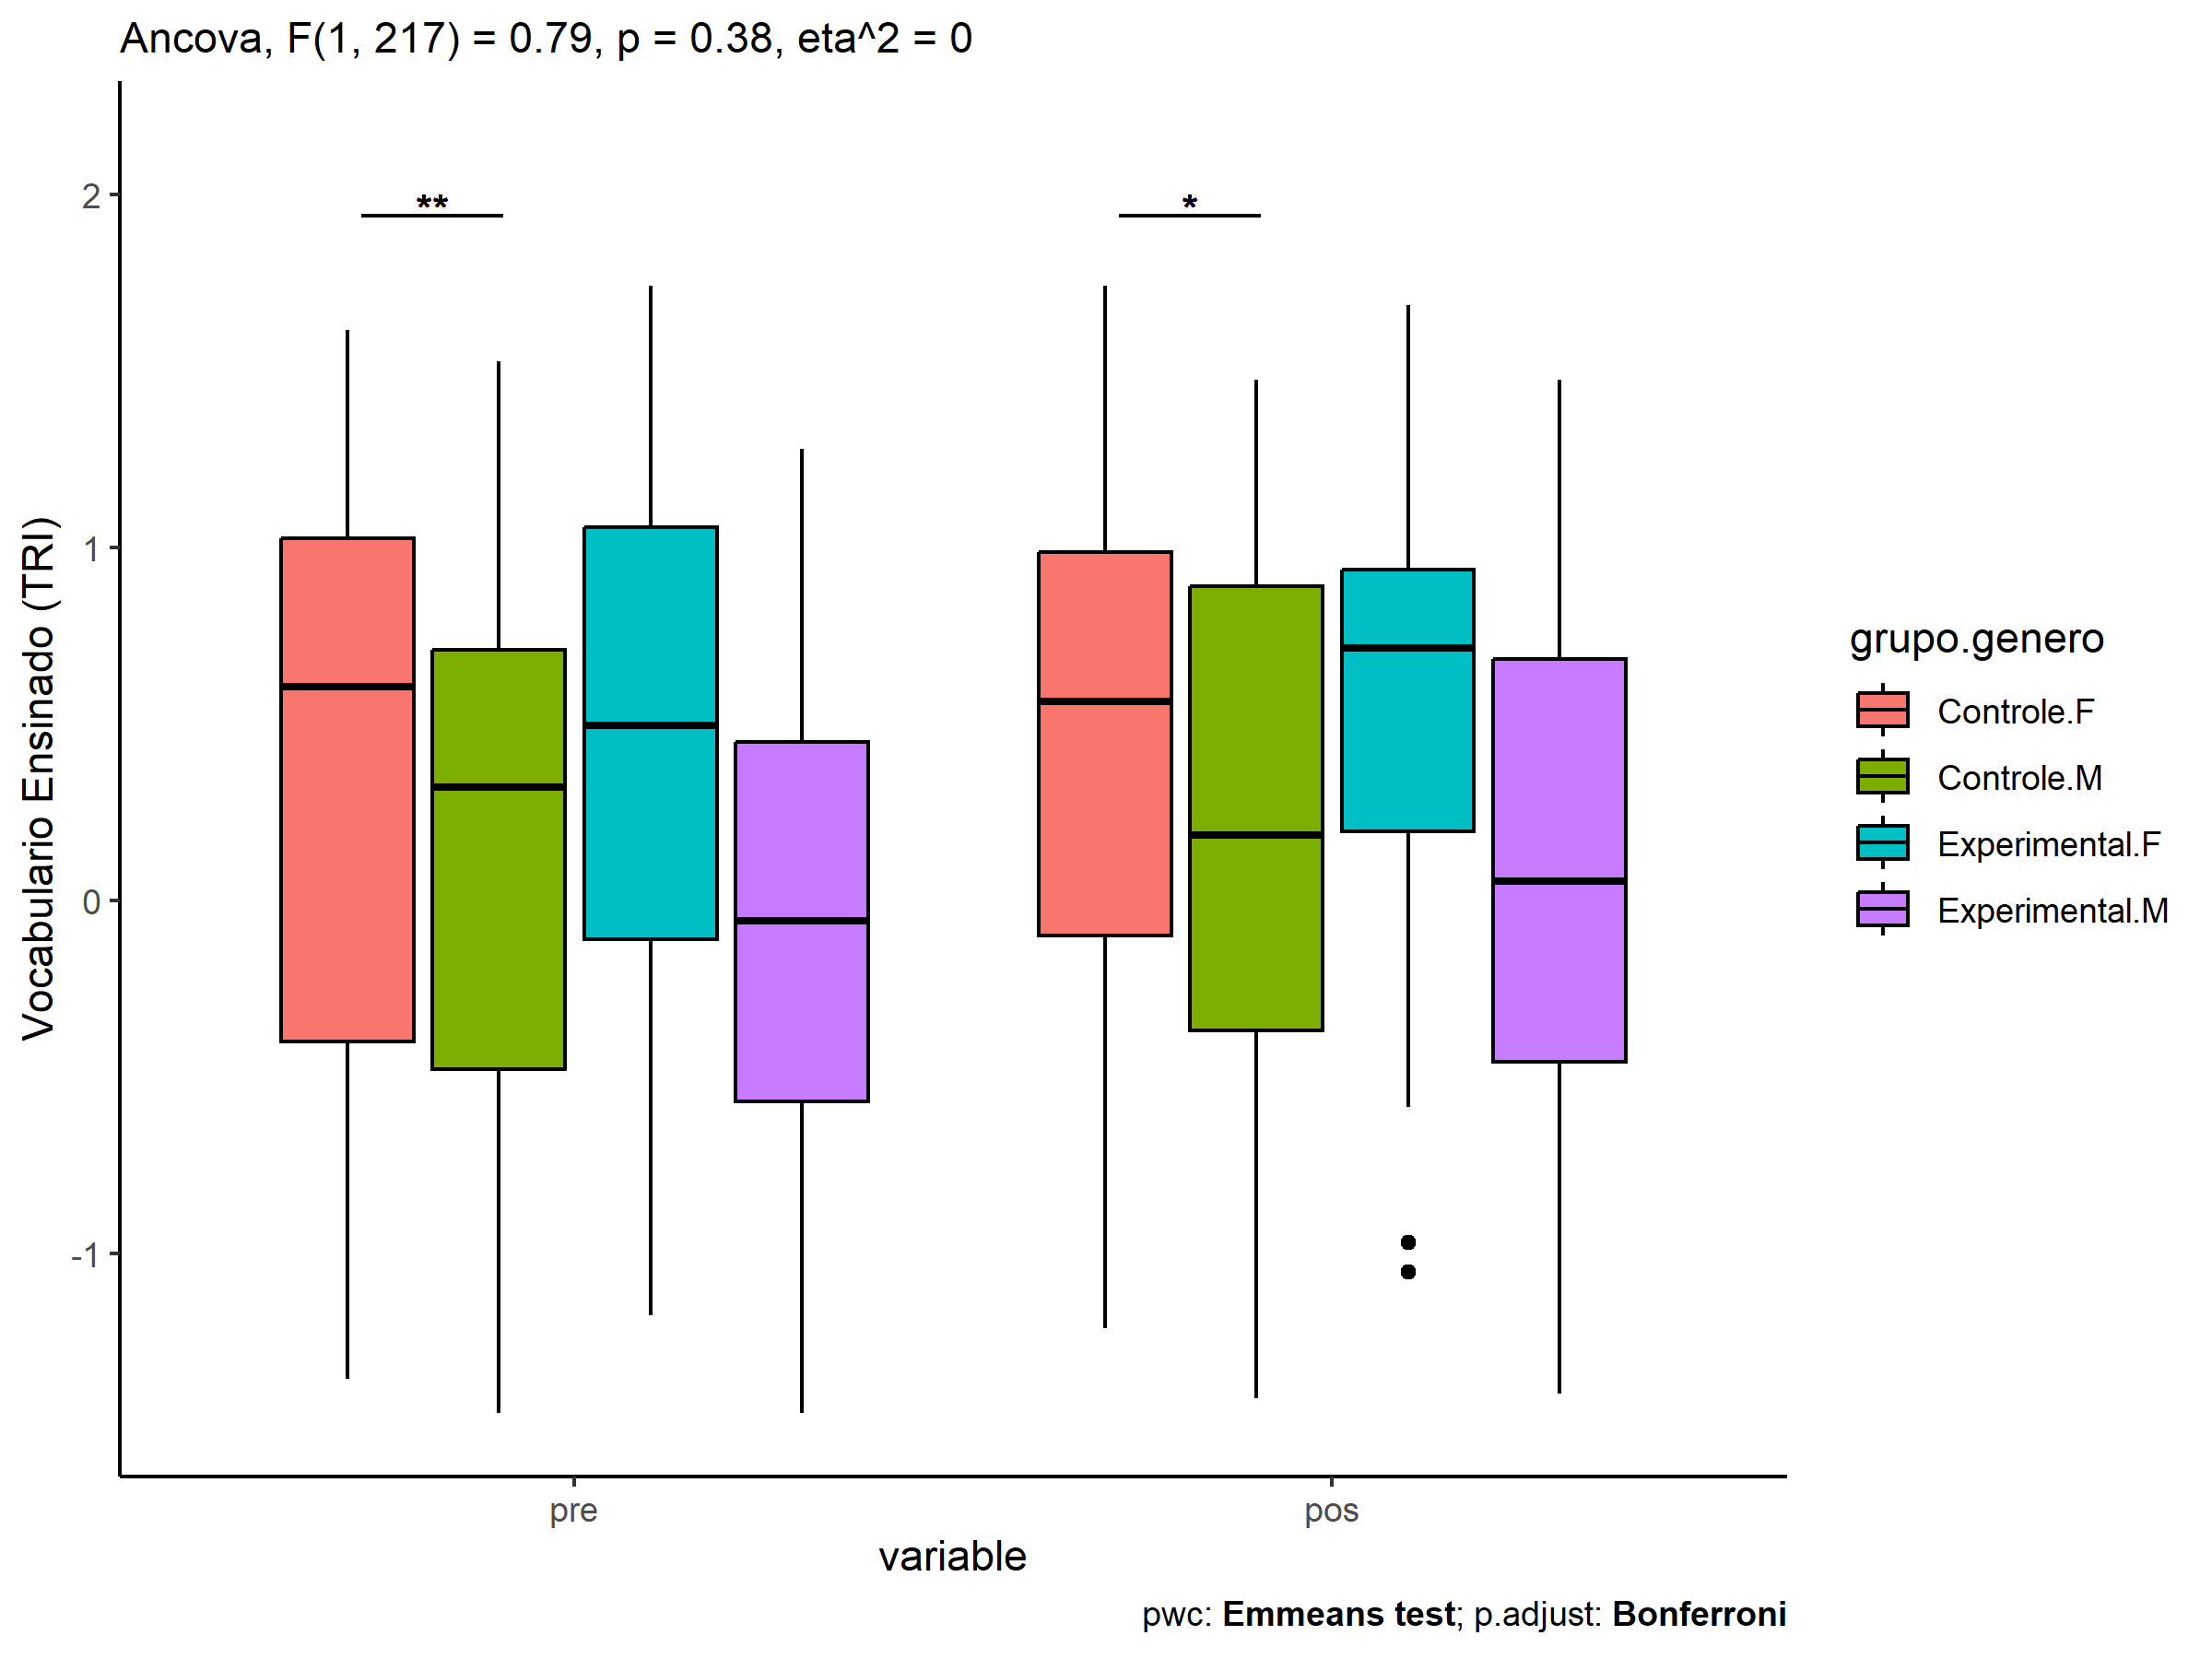 Ancova, F(1, 217) = 0.79, p = 0.38, eta^2 = 0
Vocabulario Ensinado (TRI)
2
1
0
-1
**
*
pre
pos
variable
grupo.genero
Controle.F
Controle.M
Experimental.F
Experimental.M
pwc: Emmeans test; p.adjust: Bonferroni